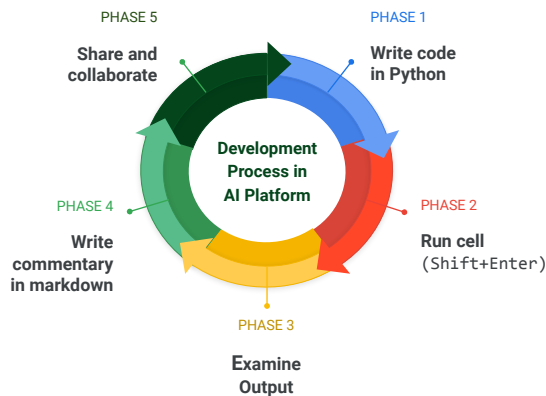 PHASE 5
Share and
collaborate
PHASE 1
Write code
in Python
Development
Process in
AI Platform
PHASE 4
Write
commentary
in markdown
PHASE 2
Run cell
(Shift+Enter)
PHASE 3
Examine
Output